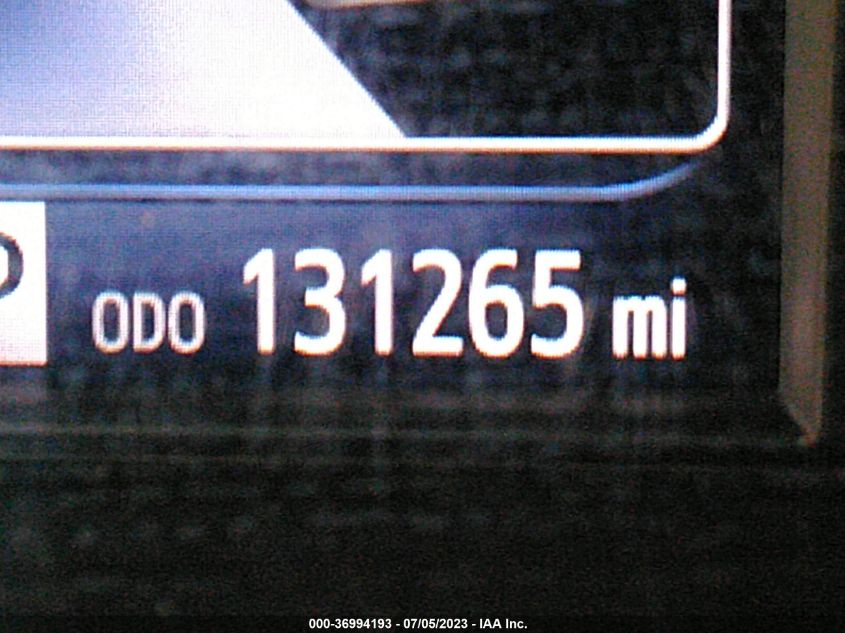 ODO 131265 mi
000-36994193 - 07/05/2023 - IAA Inc.